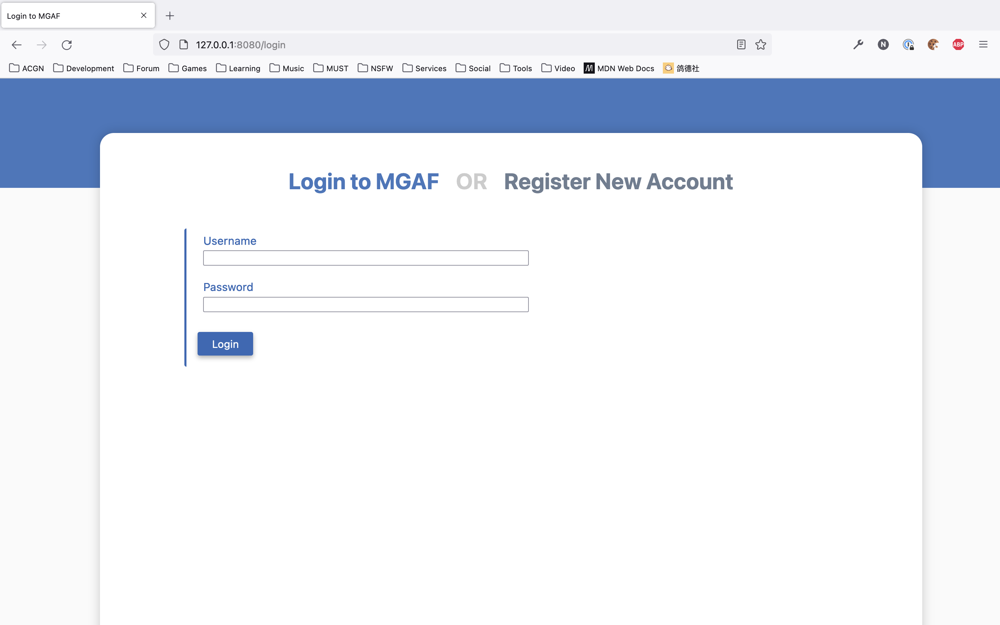 Login to MGAF
127.0.0.1:8080/login
N
ABP
ACGN Development Forum Games Learning Music MUST NSFW Services Social Tools Video MDN Web Docs 鸽德社
Login to MGAF OR Register New Account
Username
Password
Login